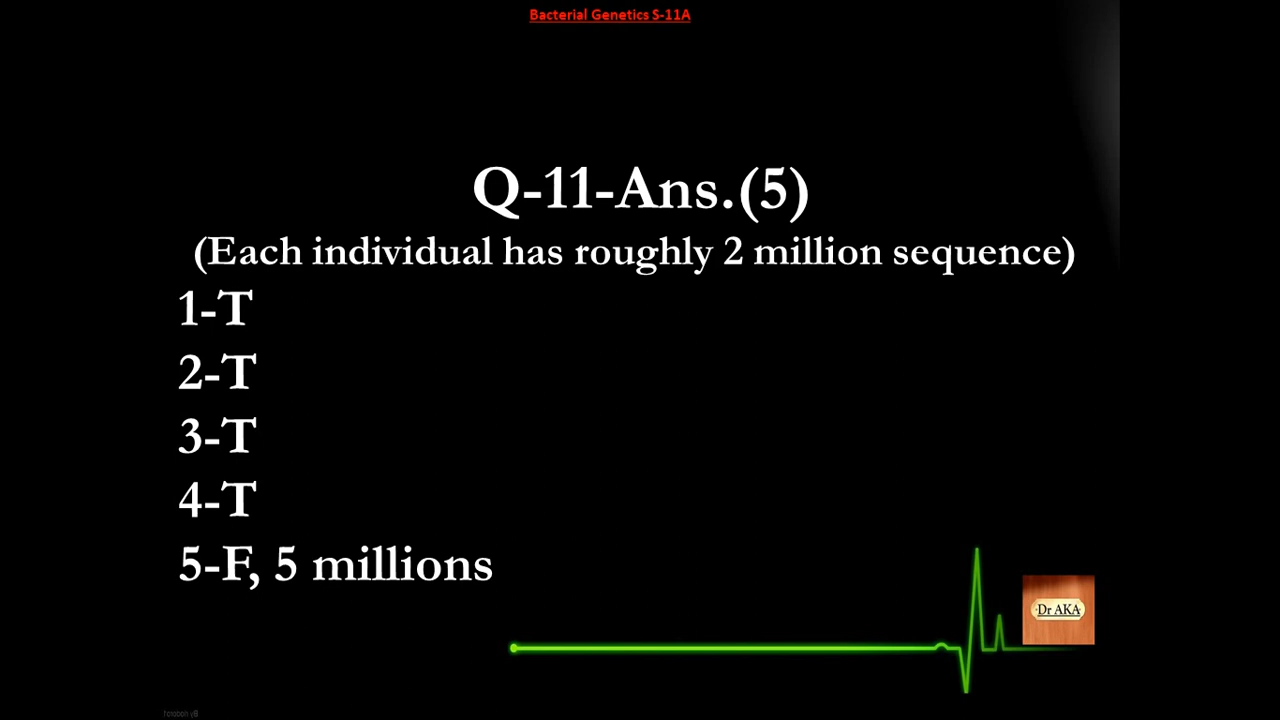 Bacterial Genetics S-11A
Q-11-Ans.(5)
(Each individual has roughly 2 million sequence)
1-T
2-T
3-T
4-T
5-F, 5 millions
Dr AKA